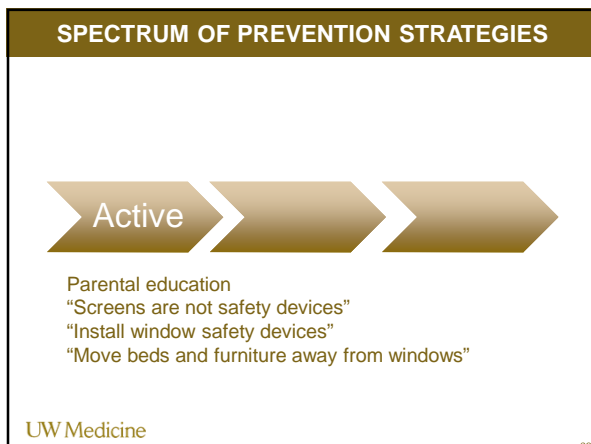 SPECTRUM OF PREVENTION STRATEGIES
Active
Parental education
“Screens are not safety devices”
“Install window safety devices”
“Move beds and furniture away from windows”
UW Medicine